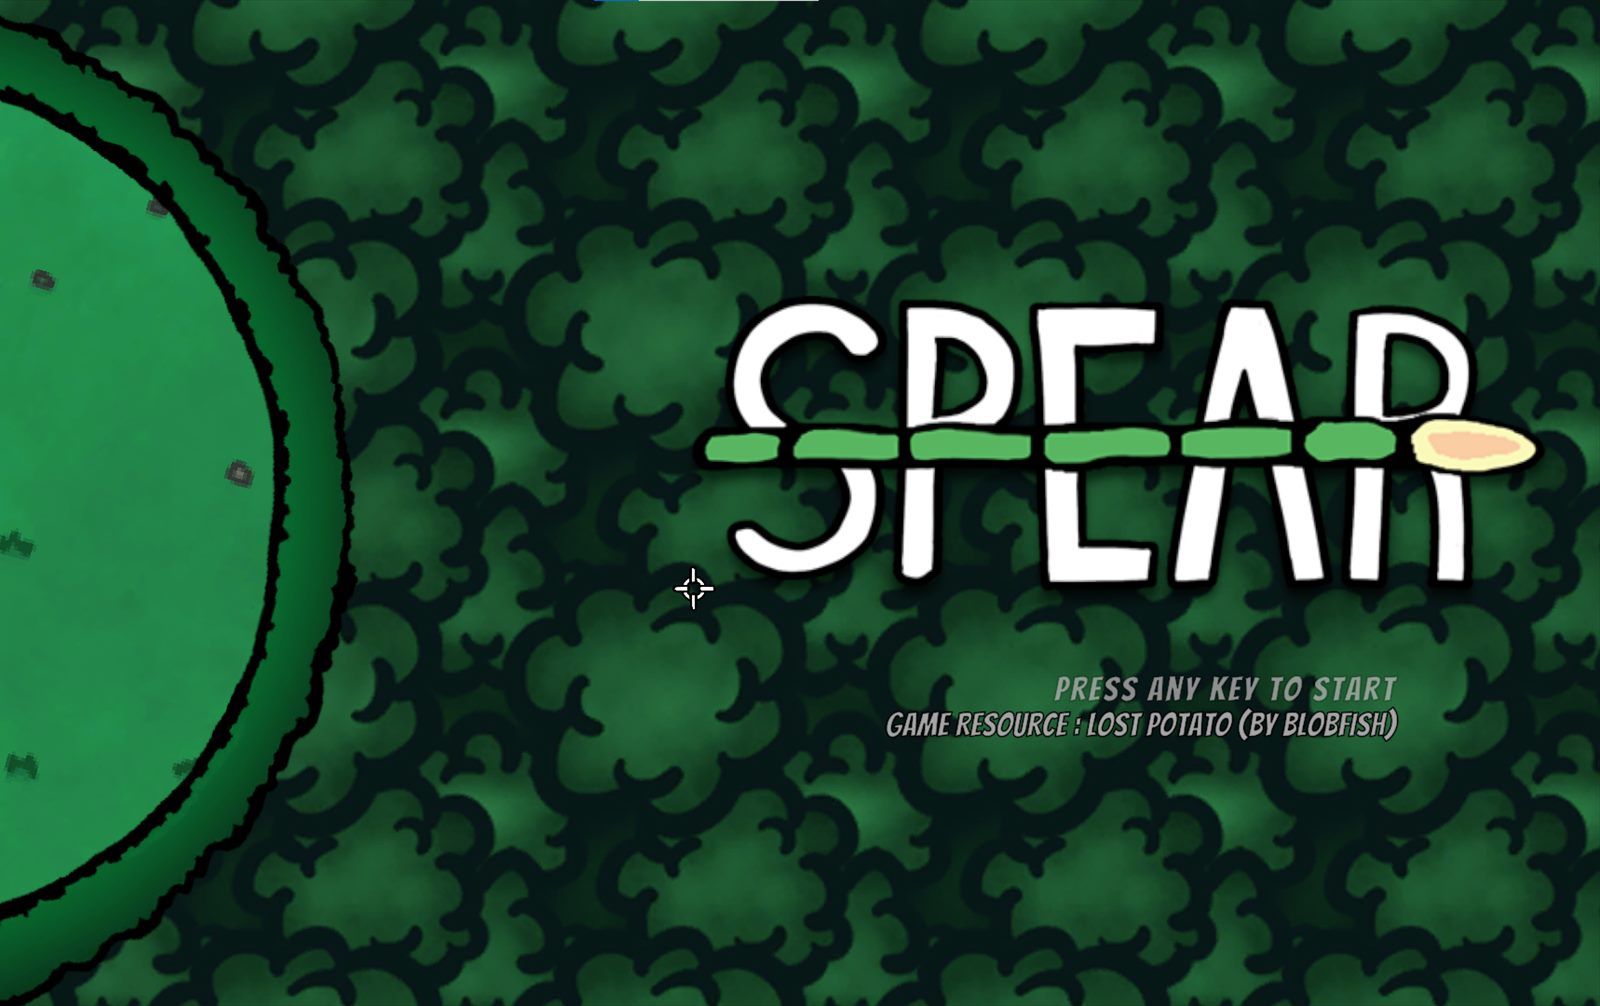 SPEAR
PRESS ANY KEY TO START
GAME RESOURCE : LOST POTATO (BY BLOBFISH)